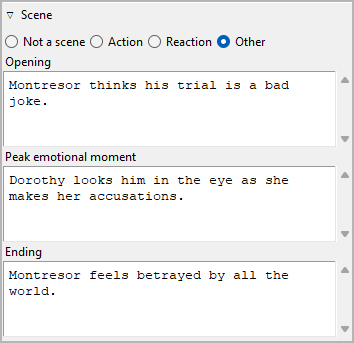 Scene
Not a scene Action Reaction Other
Opening
Montresor thinks his trial is a bad
joke.
Peak emotional moment
Dorothy looks him in the eye as she
makes her accusations.
Ending
Montresor feels betrayed by all the
world.